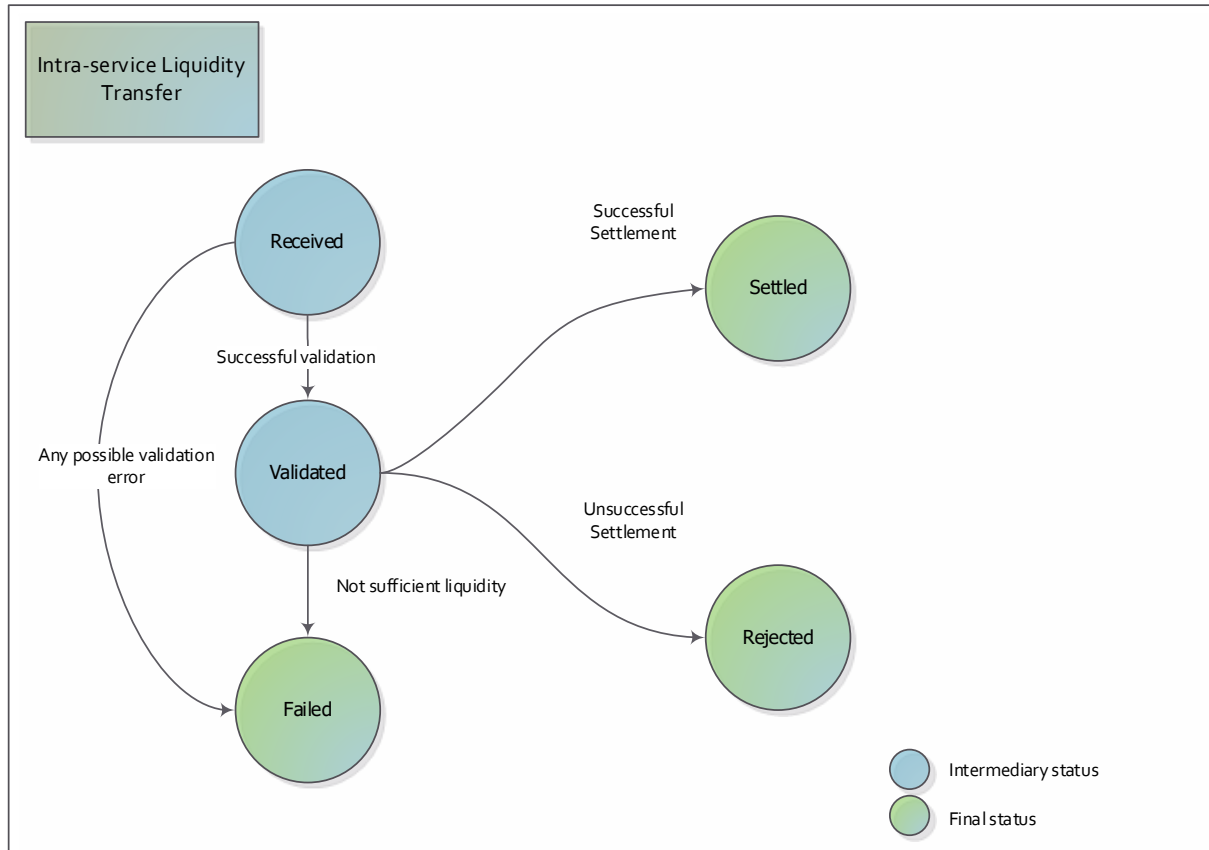 Intra-service Liquidity
Transfer
Received
Successful
Settlement
Settled
Successful validation
Any possible validation
error
Validated
Unsuccessful
Settlement
Not sufficient liquidity
Rejected
Failed
Intermediary status
Final status